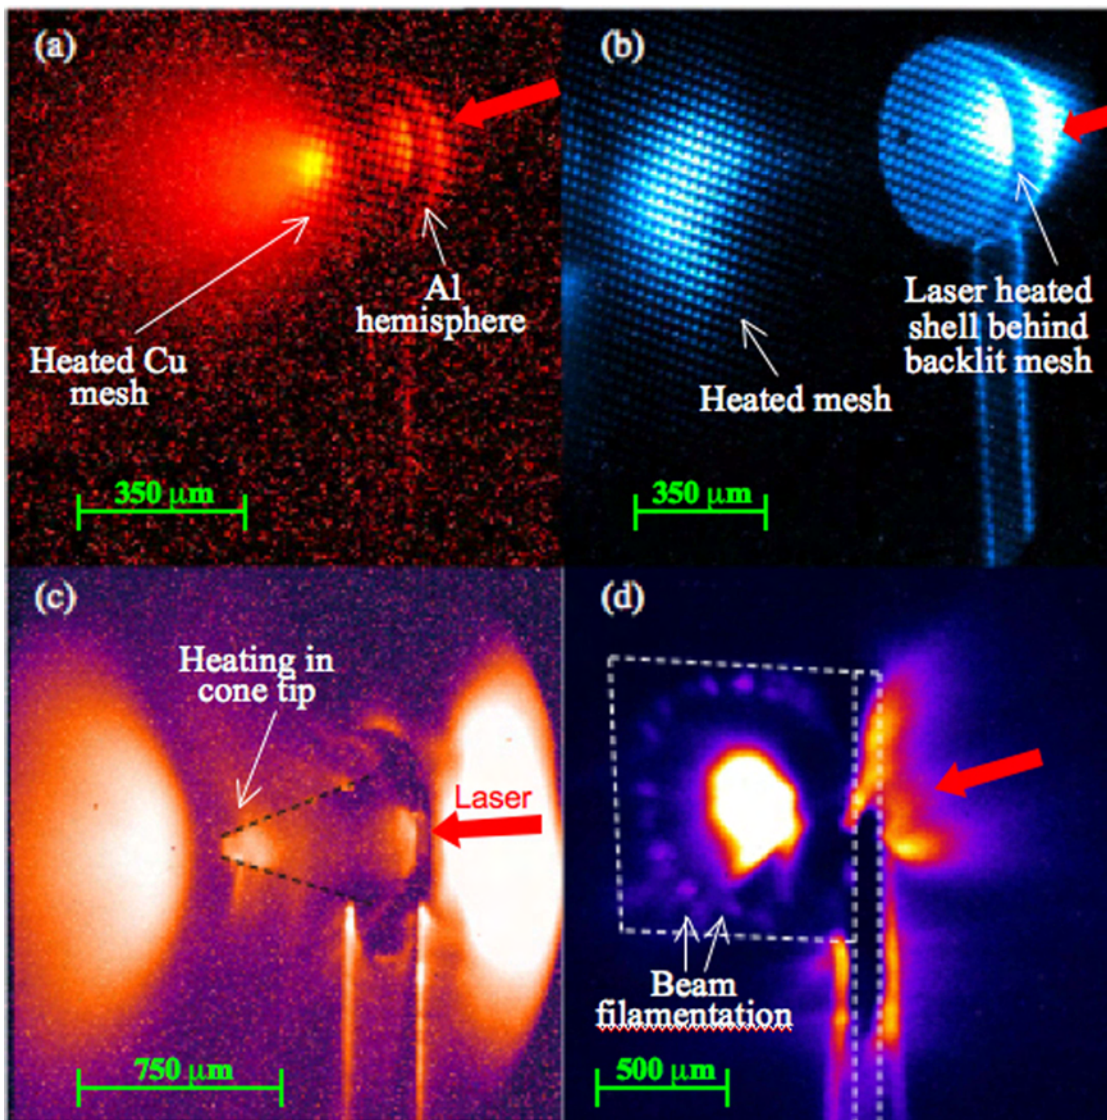 (a)
Al
hemisphere
Heated Cu
mesh
350 μm
(b)
Laser heated
shell behind
backlit mesh
Heated mesh
350 μm
(c)
Heating in
cone tip
Laser
750 μm
(d)
Beam
filamentation
500 μm